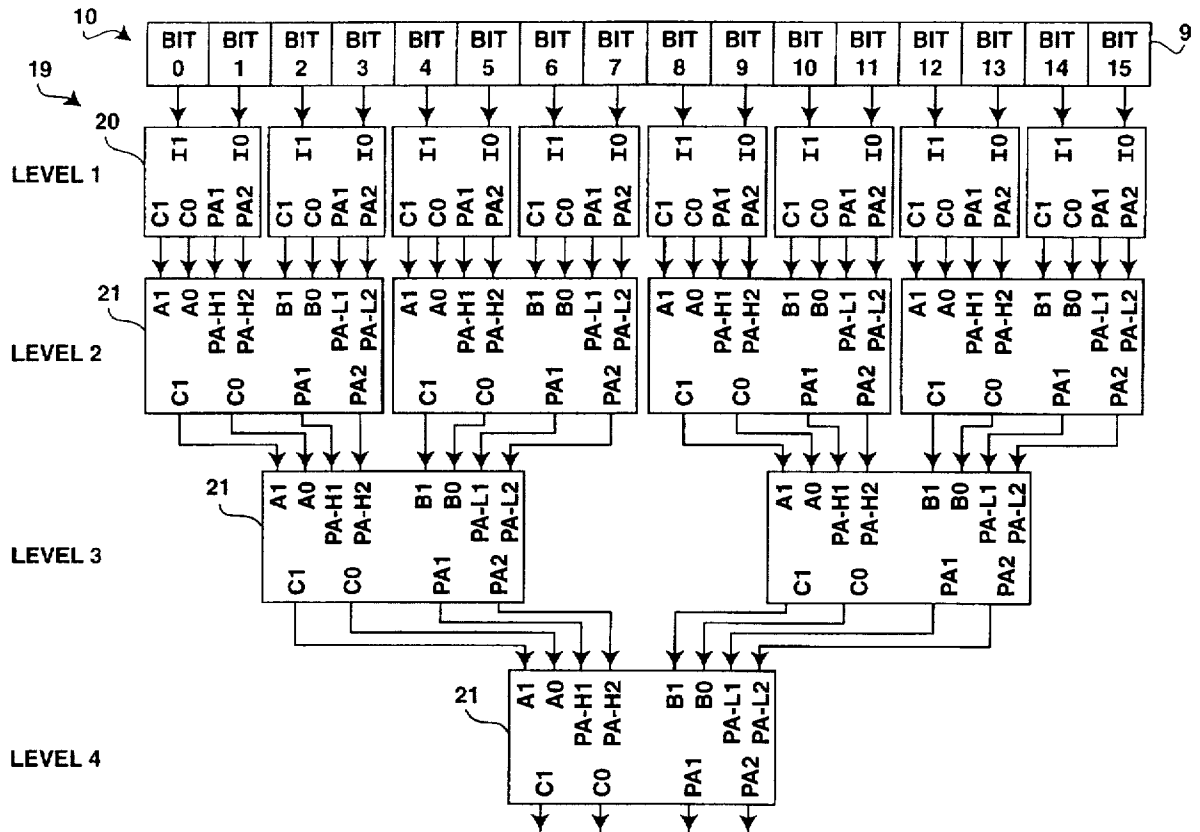 10
BIT 0 BIT 1 BIT 2 BIT 3 BIT 4 BIT 5 BIT 6 BIT 7 BIT 8 BIT 9 BIT 10 BIT 11 BIT 12 BIT 13 BIT 14 BIT 15
9
19
20
LEVEL 1
I1 I0 I1 I0 I1 I0 I1 I0 I1 I0 I1 I0 I1 I0 I1 I0
C1 C0 PA1 PA2 C1 C0 PA1 PA2 C1 C0 PA1 PA2 C1 C0 PA1 PA2 C1 C0 PA1 PA2 C1 C0 PA1 PA2 C1 C0 PA1 PA2 C1 C0 PA1 PA2
21
LEVEL 2
A1 A0 PA-H1 PA-H2 B1 B0 PA-L1 PA-L2 A1 A0 PA-H1 PA-H2 B1 B0 PA-L1 PA-L2 A1 A0 PA-H1 PA-H2 B1 B0 PA-L1 PA-L2 A1 A0 PA-H1 PA-H2 B1 B0 PA-L1 PA-L2
C1 C0 PA1 PA2 C1 C0 PA1 PA2 C1 C0 PA1 PA2 C1 C0 PA1 PA2
21
LEVEL 3
A1 A0 PA-H1 PA-H2 B1 B0 PA-L1 PA-L2 A1 A0 PA-H1 PA-H2 B1 B0 PA-L1 PA-L2
C1 C0 PA1 PA2 C1 C0 PA1 PA2
21
LEVEL 4
A1 A0 PA-H1 PA-H2 B1 B0 PA-L1 PA-L2
C1 C0 PA1 PA2